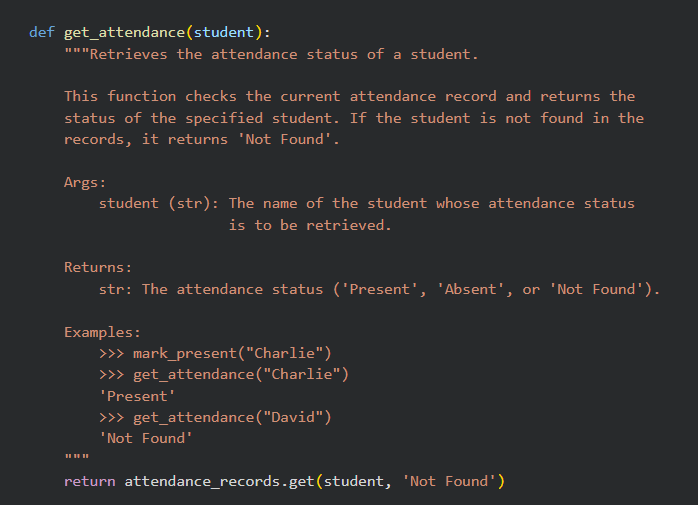 def get_attendance(student):
    """Retrieves the attendance status of a student.

    This function checks the current attendance record and returns the
    status of the specified student. If the student is not found in the
    records, it returns 'Not Found'.

    Args:
        student (str): The name of the student whose attendance status
                       is to be retrieved.

    Returns:
        str: The attendance status ('Present', 'Absent', or 'Not Found').

    Examples:
        >>> mark_present("Charlie")
        >>> get_attendance("Charlie")
        'Present'
        >>> get_attendance("David")
        'Not Found'
    """
    return attendance_records.get(student, 'Not Found')